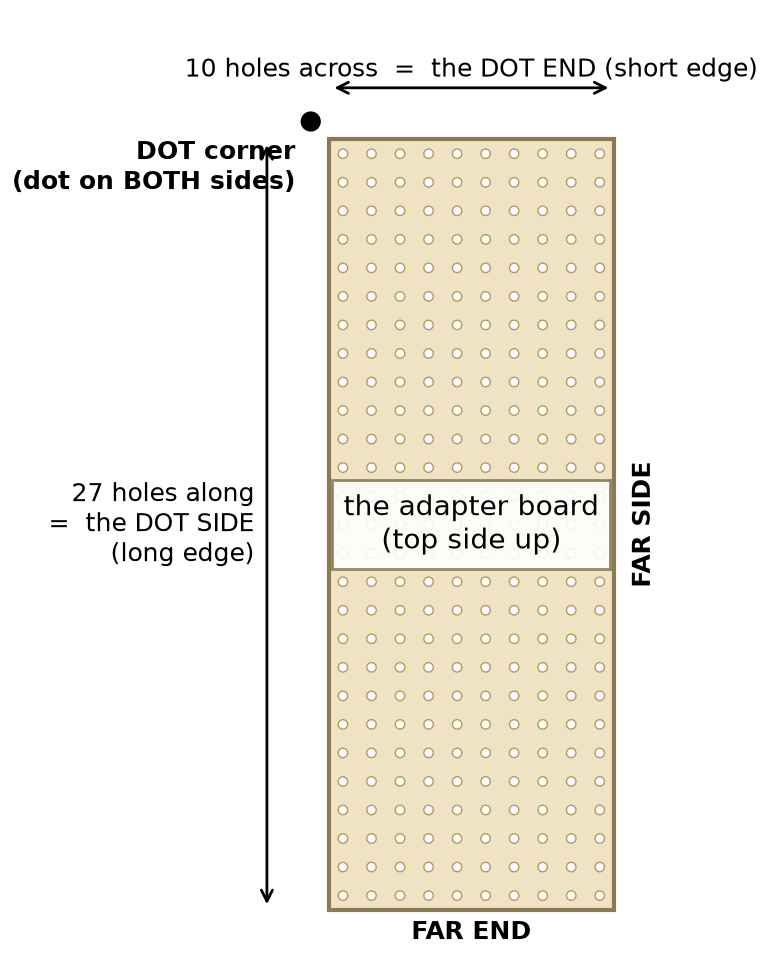 10 holes across  =  the DOT END (short edge)
DOT corner
(dot on BOTH sides)
27 holes along
=  the DOT SIDE
(long edge)
the adapter board
(top side up)
FAR SIDE
FAR END